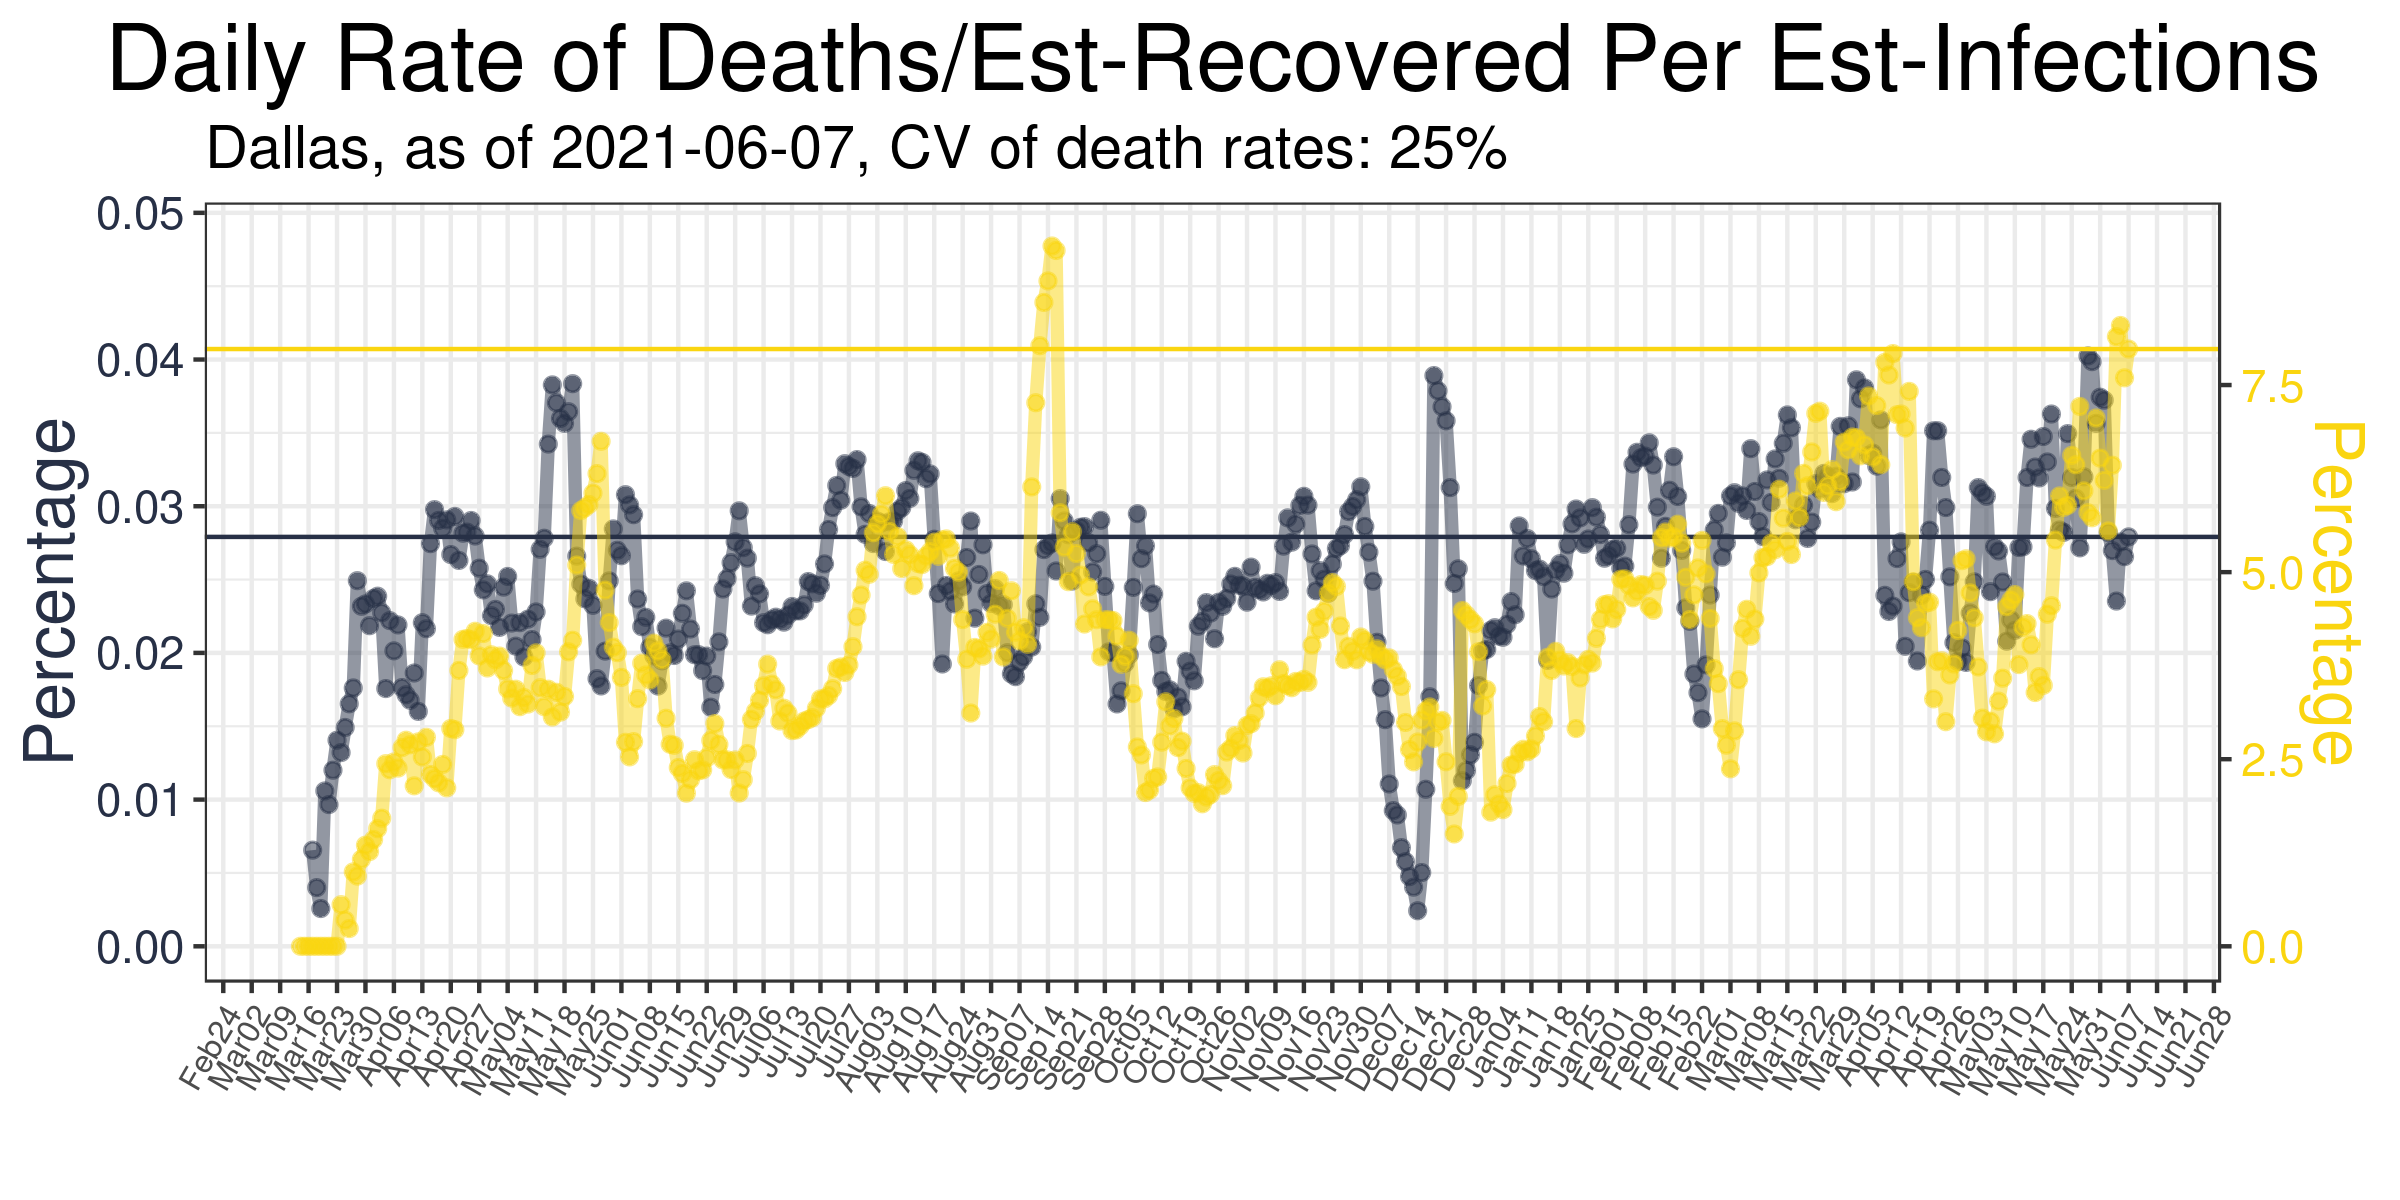 Daily Rate of Deaths/Est-Recovered Per Est-Infections
Dallas, as of 2021-06-07, CV of death rates: 25%
Percentage
0.05
0.04
0.03
0.02
0.01
0.00
7.5
5.0
2.5
0.0
Percentage
Feb24
Mar02
Mar09
Mar16
Mar23
Mar30
Apr06
Apr13
Apr20
Apr27
May04
May11
May18
May25
Jun01
Jun08
Jun15
Jun22
Jun29
Jul06
Jul13
Jul20
Jul27
Aug03
Aug10
Aug17
Aug24
Aug31
Sep07
Sep14
Sep21
Sep28
Oct05
Oct12
Oct19
Oct26
Nov02
Nov09
Nov16
Nov23
Nov30
Dec07
Dec14
Dec21
Dec28
Jan04
Jan11
Jan18
Jan25
Feb01
Feb08
Feb15
Feb22
Mar01
Mar08
Mar15
Mar22
Mar29
Apr05
Apr12
Apr19
Apr26
May03
May10
May17
May24
May31
Jun07
Jun14
Jun21
Jun28